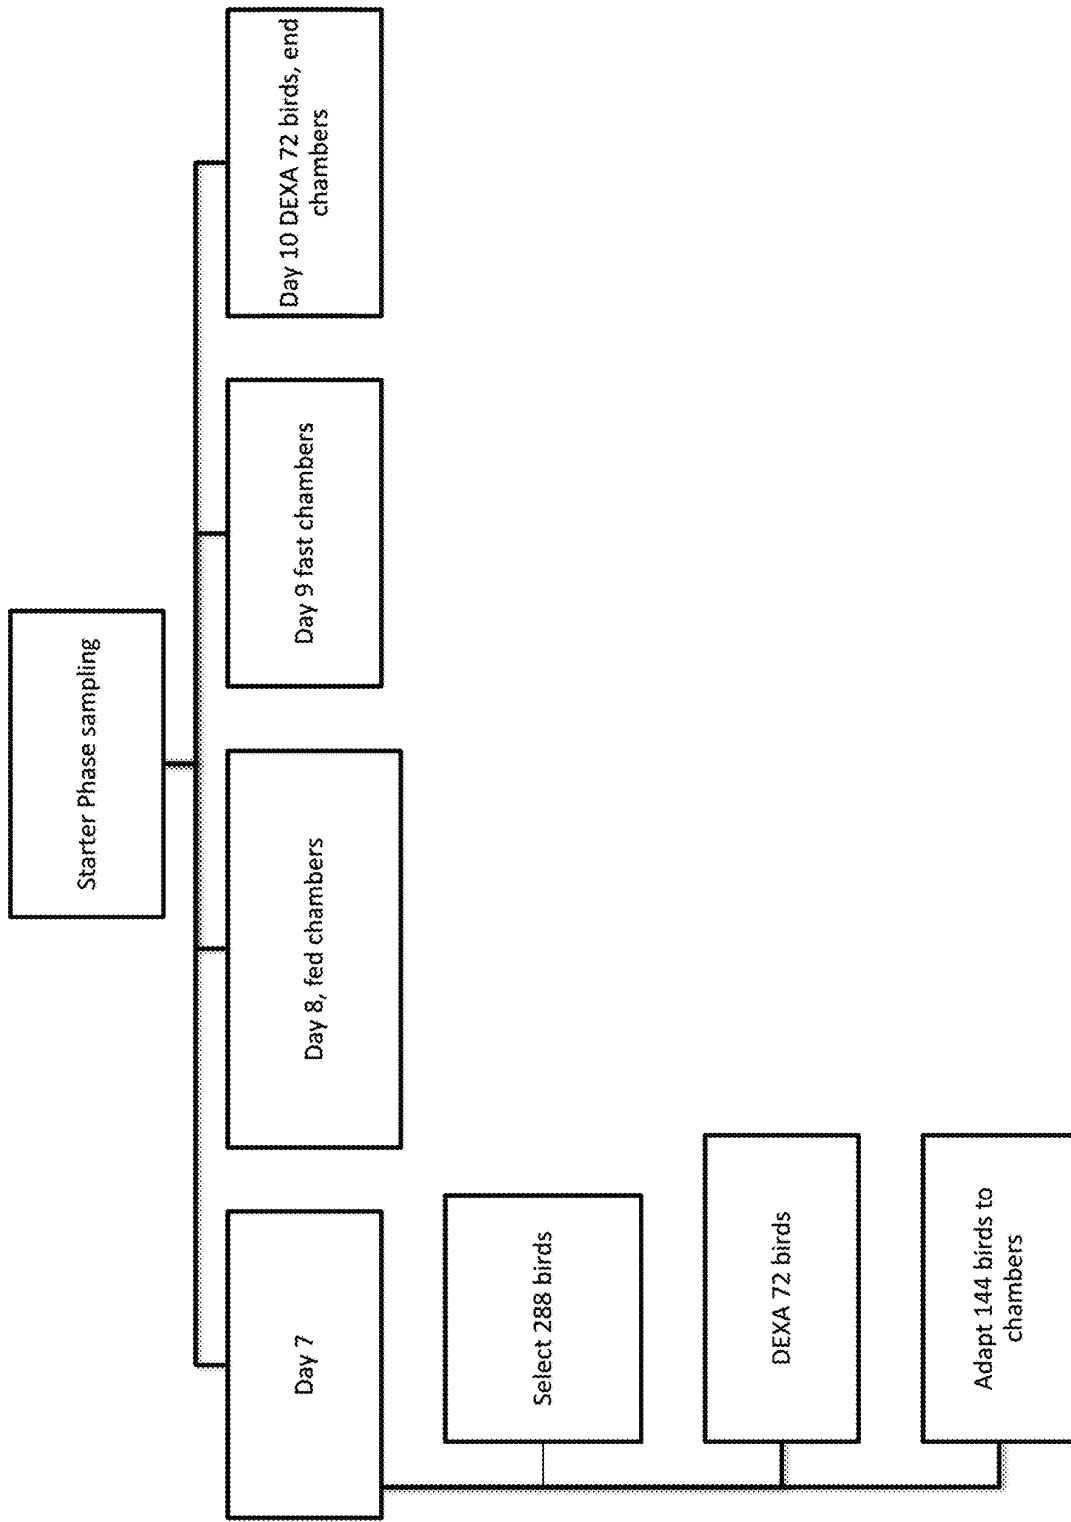 Starter Phase sampling
Day 7
Day 8, fed chambers
Day 9 fast chambers
Day 10 DEXA 72 birds, end
chambers
Select 288 birds
DEXA 72 birds
Adapt 144 birds to
chambers